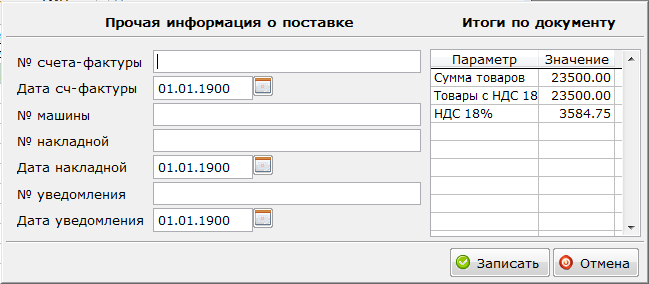 Прочая информация о поставке
№ счета-фактуры
Дата сч-фактуры 01.01.1900
№ машины
№ накладной
Дата накладной 01.01.1900
№ уведомления
Дата уведомления 01.01.1900
Итоги по документу
Параметр Значение
Сумма товаров 23500.00
Товары с НДС 18 23500.00
НДС 18% 3584.75
Записать Отмена